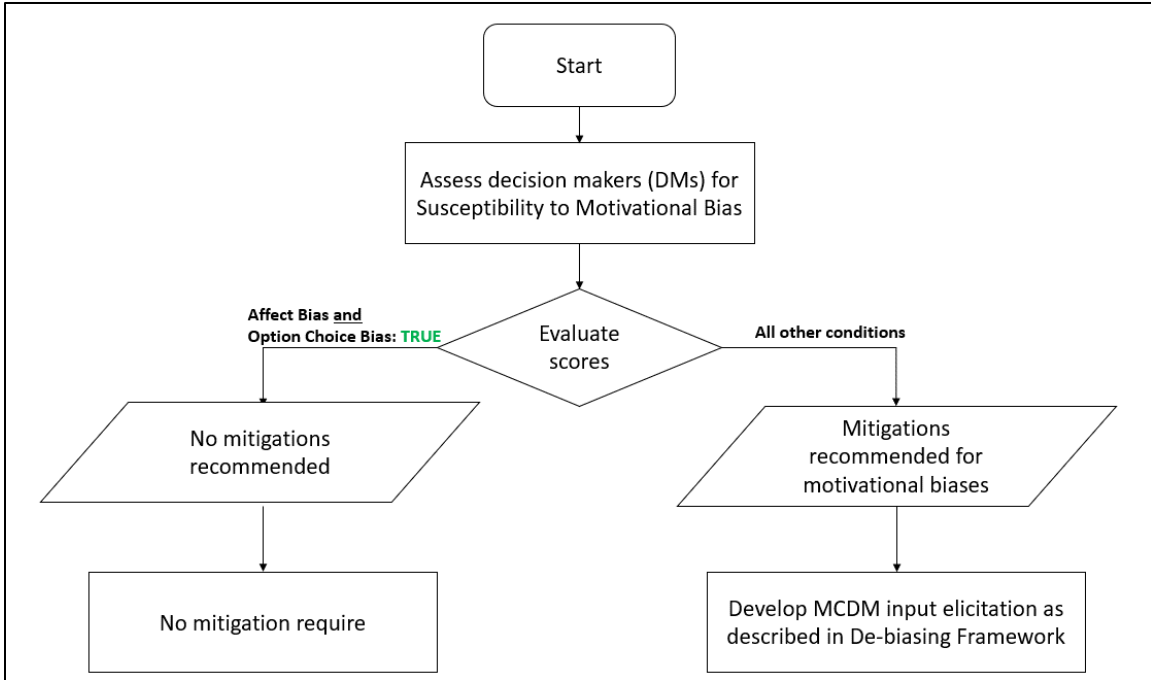 Start
Assess decision makers (DMs) for
Susceptibility to Motivational Bias
Affect Bias and
Option Choice Bias: TRUE
Evaluate
scores
All other conditions
No mitigations
recommended
Mitigations
recommended for
motivational biases
No mitigation require
Develop MCDM input elicitation as
described in De-biasing Framework